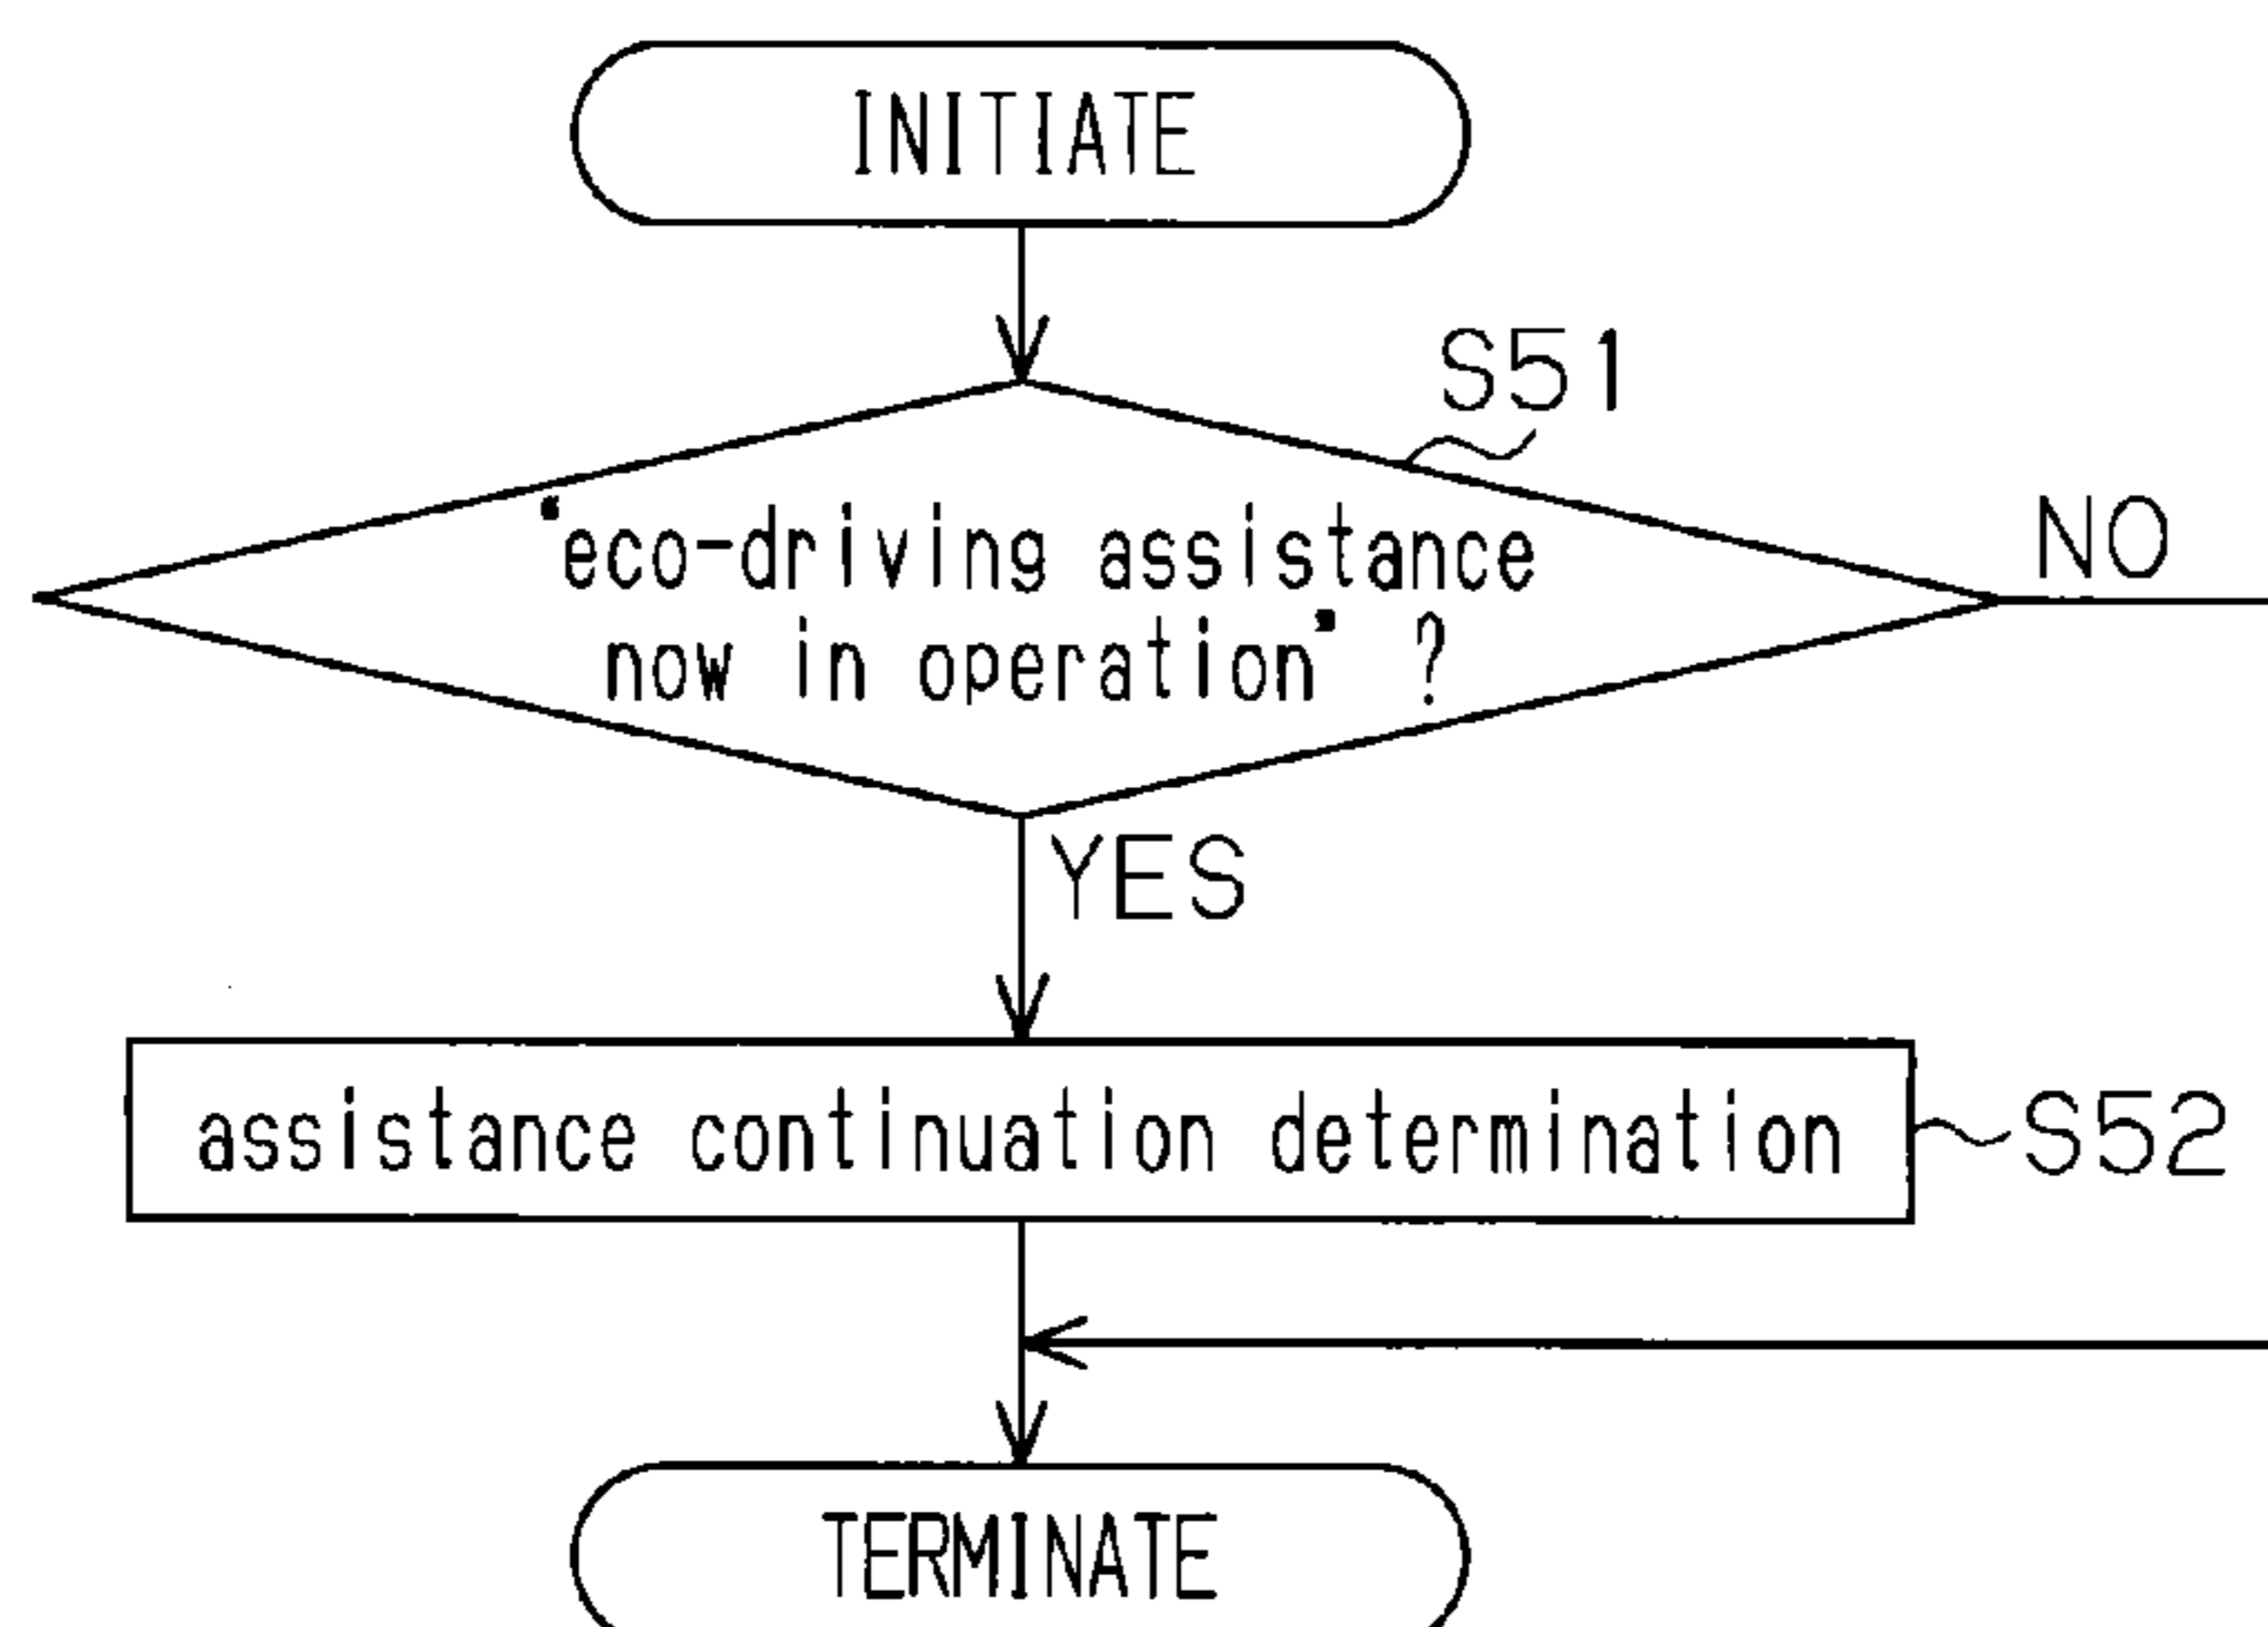 INITIATE
S51
"eco-driving assistance
now in operation" ?
NO
YES
assistance continuation determination
S52
TERMINATE